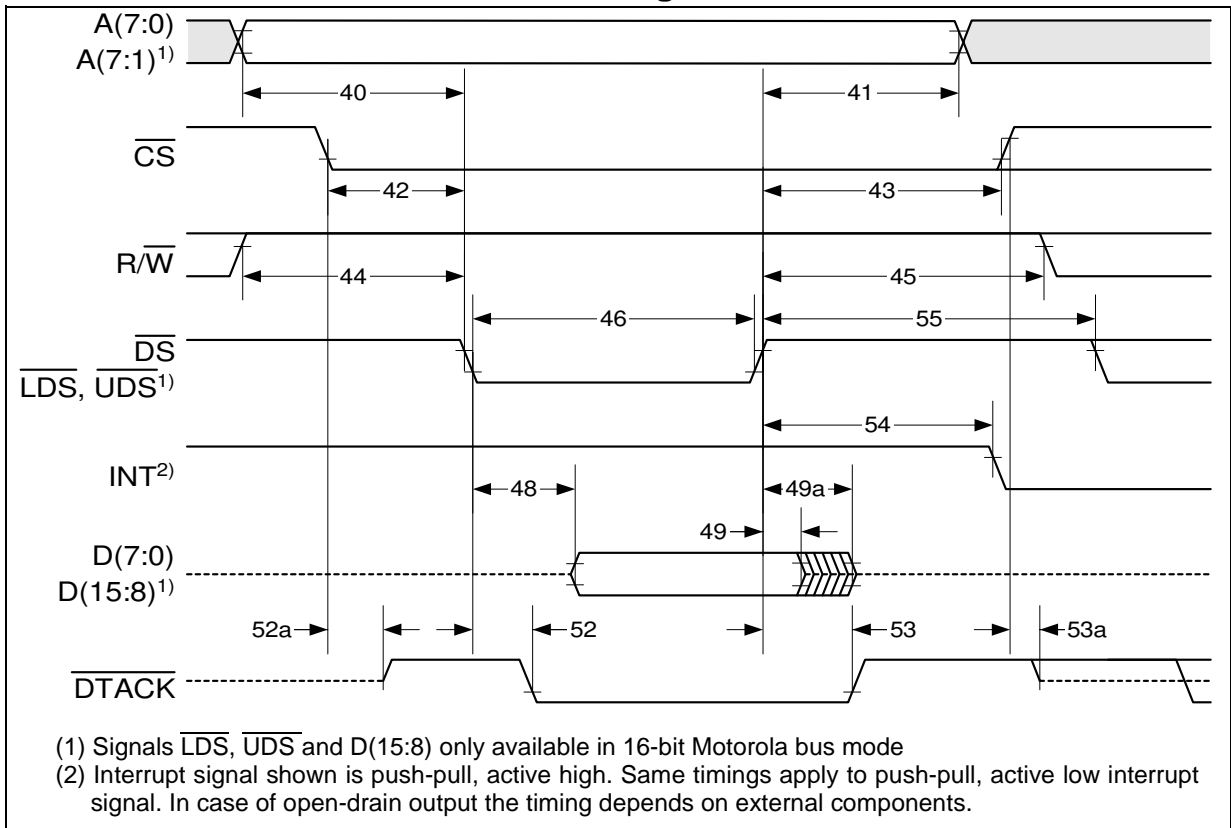 A(7:0)
A(7:1)1)
40
41
CS
42
43
R/W
44
45
46
55
DS
LDS, UDS1)
54
INT2)
48
49a
49
D(7:0)
D(15:8)1)
52a
52
53
53a
DTACK
(1) Signals LDS, UDS and D(15:8) only available in 16-bit Motorola bus mode
(2) Interrupt signal shown is push-pull, active high. Same timings apply to push-pull, active low interrupt
signal. In case of open-drain output the timing depends on external components.